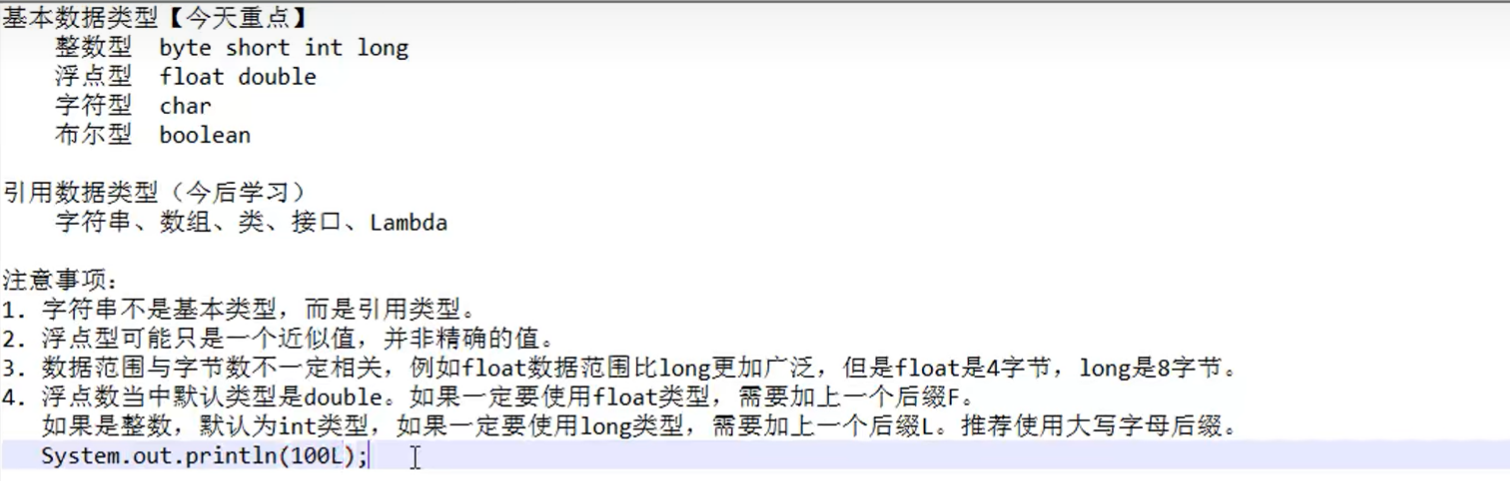 基本数据类型【今天重点】
整数型 byte short int long
浮点型 float double
字符型 char
布尔型 boolean
引用数据类型（今后学习）
字符串、数组、类、接口、Lambda
注意事项：
1. 字符串不是基本类型，而是引用类型。
2. 浮点型可能只是一个近似值，并非精确的值。
3. 数据范围与字节数不一定相关，例如float数据范围比long更加广泛，但是float是4字节，long是8字节。
4. 浮点数当中默认类型是double。如果一定要使用float类型，需要加上一个后缀F。
如果是整数，默认为int类型，如果一定要使用long类型，需要加上一个后缀L。推荐使用大写字母后缀。
System.out.println(100L);